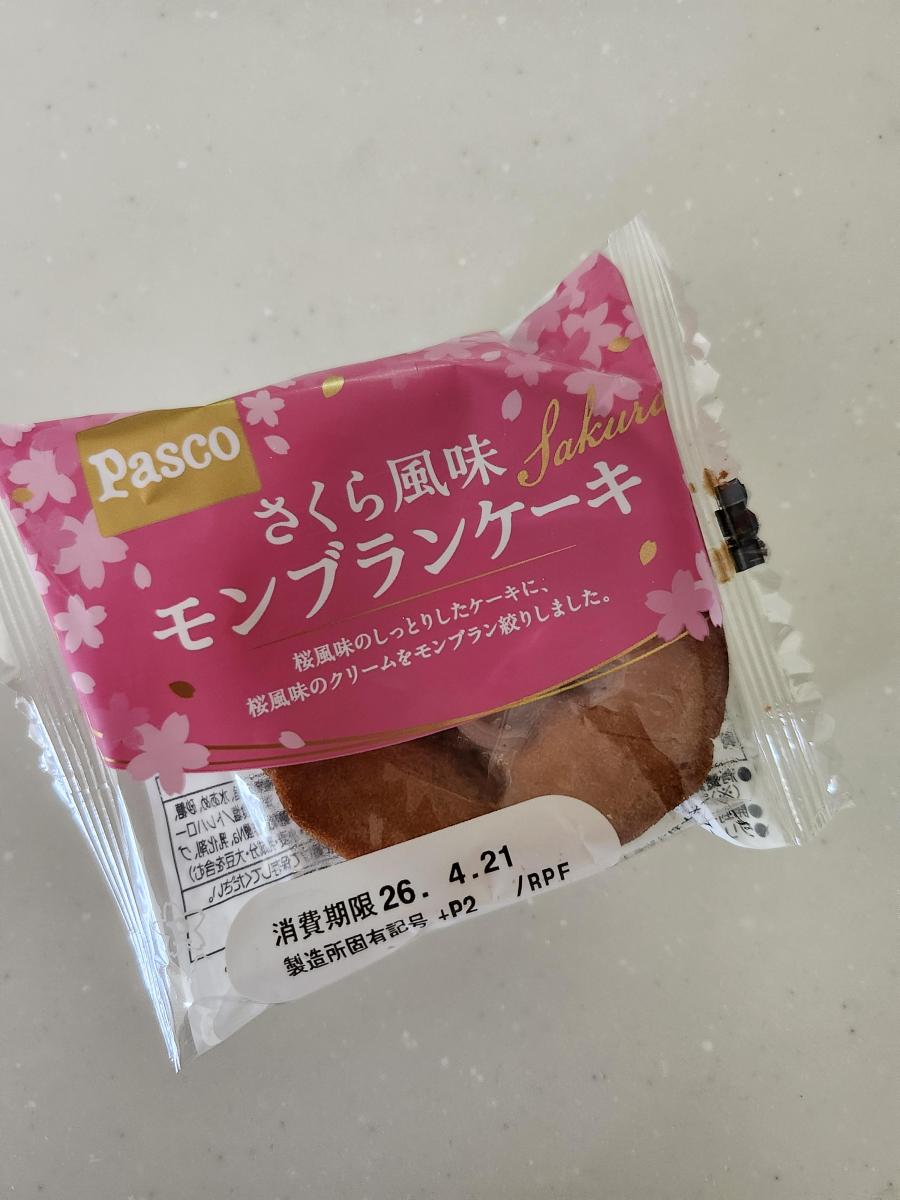 Pasco
さくら風味
Sakura
モンブランケーキ
桜風味のしっとりしたケーキに、
桜風味のクリームをモンブラン絞りしました。
消費期限 26. 4.21
製造所固有記号 +P2 /RPF